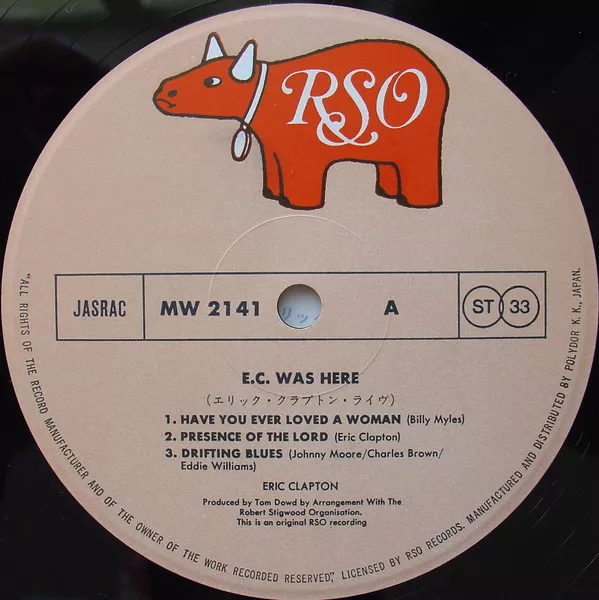 RSO
JASRAC
MW 2141
A
ST 33
E.C. WAS HERE
(エリック・クラプトン・ライヴ)
1. HAVE YOU EVER LOVED A WOMAN (Billy Myles)
2. PRESENCE OF THE LORD (Eric Clapton)
3. DRIFTING BLUES (Johnny Moore/Charles Brown/
Eddie Williams)
ERIC CLAPTON
Produced by Tom Dowd by Arrangement With The
Robert Stigwood Organisation.
This is an original RSO recording
"ALL RIGHTS OF THE RECORD MANUFACTURER AND OF THE OWNER OF THE WORK RECORDED RESERVED", LICENSED BY RSO RECORDS. MANUFACTURED AND DISTRIBUTED BY POLYDOR K. K., JAPAN.